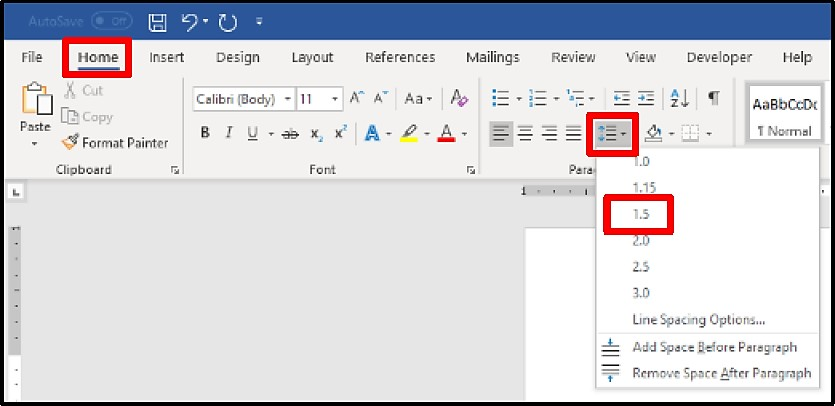 AutoSave Off
File Home Insert Design Layout References Mailings Review View Developer Help
Paste
Cut
Copy
Format Painter
Clipboard
Calibri (Body) 11 Aa
B I U ab x₂ x² A A
Font
AaBbCcDc
¶ Normal
Para
1
1.0
1.15
1.5
2.0
2.5
3.0
Line Spacing Options...
Add Space Before Paragraph
Remove Space After Paragraph